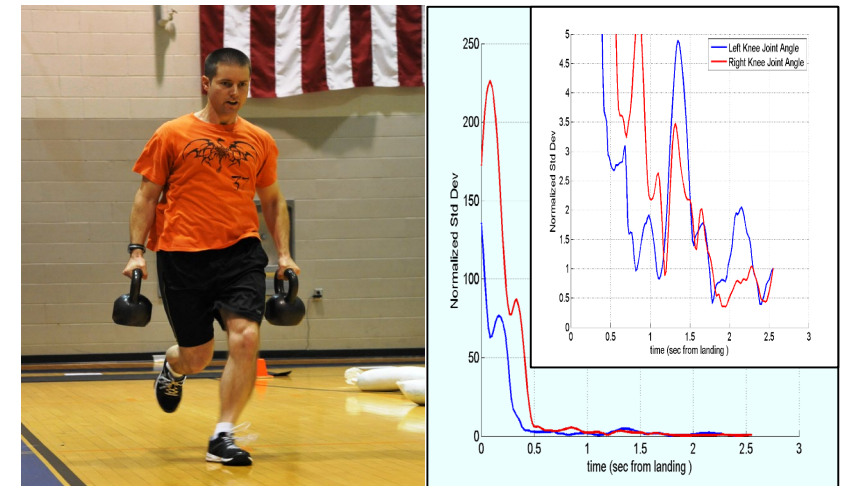 250
200
150
100
50
0
Normalized Std Dev
0 0.5 1 1.5 2 2.5 3
time (sec from landing )
5
4.5
4
3.5
3
2.5
2
1.5
1
0.5
0
Normalized Std Dev
0 0.5 1 1.5 2 2.5 3
time (sec from landing )
Left Knee Joint Angle
Right Knee Joint Angle